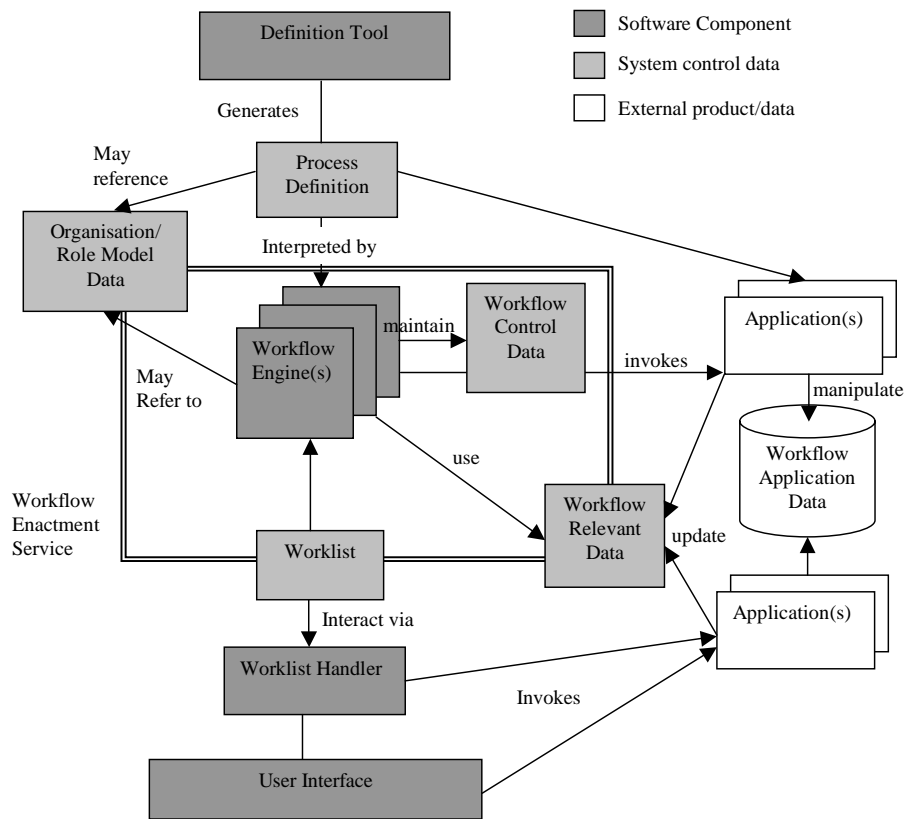 Definition Tool
Software Component
System control data
External product/data
Generates
May
reference
Process
Definition
Organisation/
Role Model
Data
Interpreted by
Workflow
Control
Data
Application(s)
maintain
Workflow
Engine(s)
invokes
May
Refer to
manipulate
use
Workflow
Application
Data
Workflow
Enactment
Service
Workflow
Relevant
Data
update
Worklist
Interact via
Application(s)
Worklist Handler
Invokes
User Interface